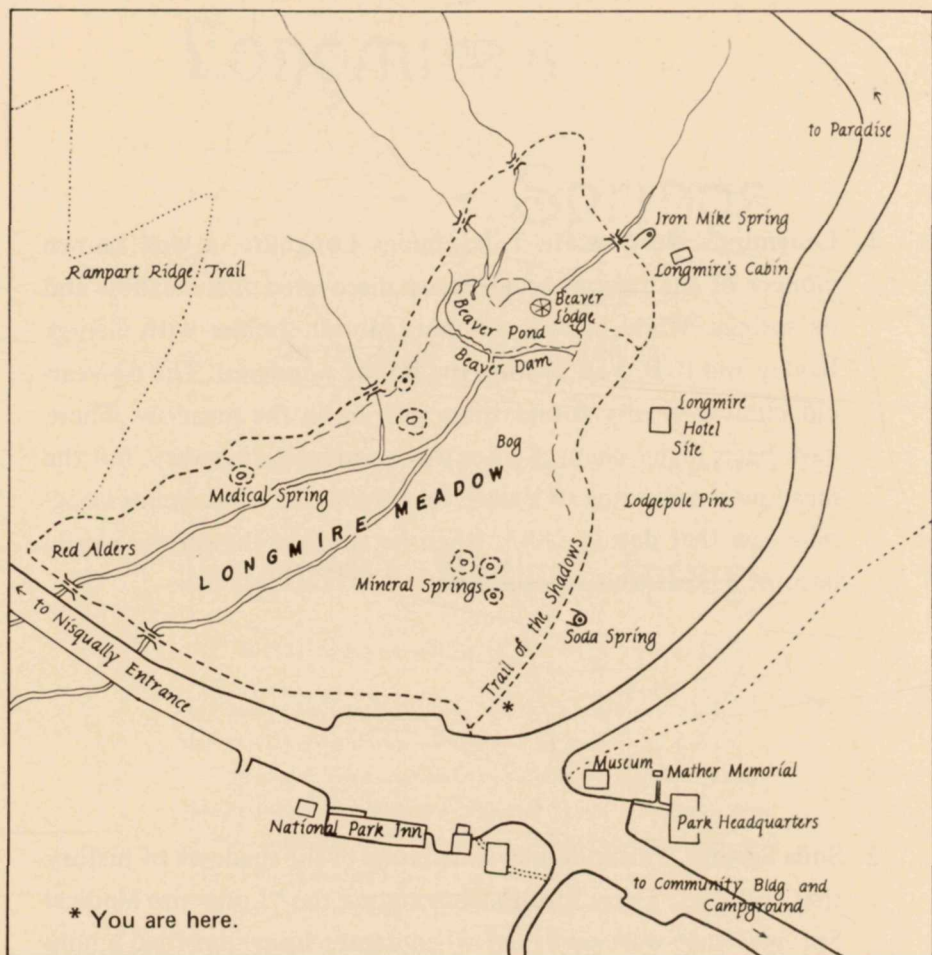 to Paradise
Iron Mike Spring
Longmire's Cabin
Rampart Ridge Trail
Beaver
Lodge
Beaver Pond
Beaver Dam
Longmire
Hotel
Site
Bog
Medical Spring
Lodgepole Pines
LONGMIRE MEADOW
Red Alders
Mineral Springs
Trail of the Shadows
Soda Spring
to Nisqually Entrance
*
Museum
Mather Memorial
National Park Inn
Park Headquarters
to Community Bldg. and
Campground
* You are here.